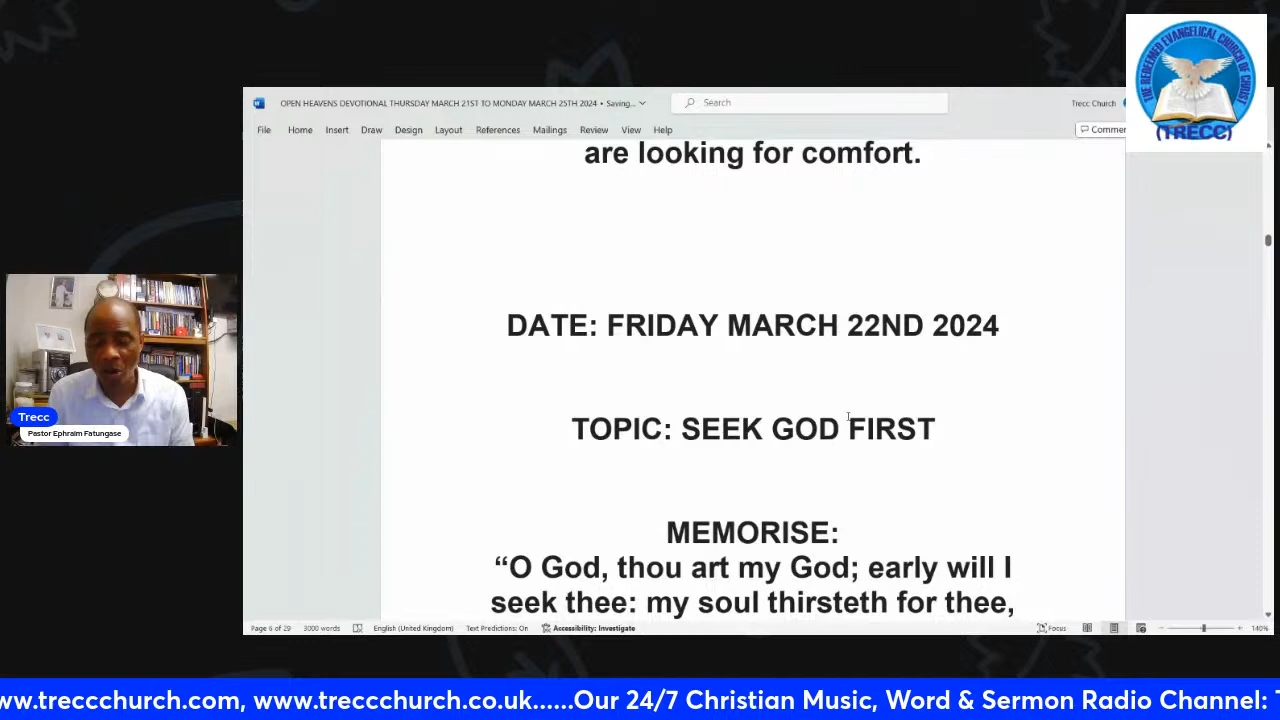 OPEN HEAVENS DEVOTIONAL THURSDAY MARCH 21ST TO MONDAY MARCH 25TH 2024 • Saving...
Search
Trecc Church
File Home Insert Draw Design Layout References Mailings Review View Help
Commen
THE REDEEMED EVANGELICAL CHURCH OF CHRIST
(TRECC)
are looking for comfort.
DATE: FRIDAY MARCH 22ND 2024
TOPIC: SEEK GOD FIRST
MEMORISE:
“O God, thou art my God; early will I
seek thee: my soul thirsteth for thee,
Trecc
Pastor Ephraim Fatungase
Page 6 of 29 3000 words English (United Kingdom) Text Predictions: On Accessibility: Investigate Focus 140%
ww.treccchurch.com, www.treccchurch.co.uk......Our 24/7 Christian Music, Word & Sermon Radio Channel: T